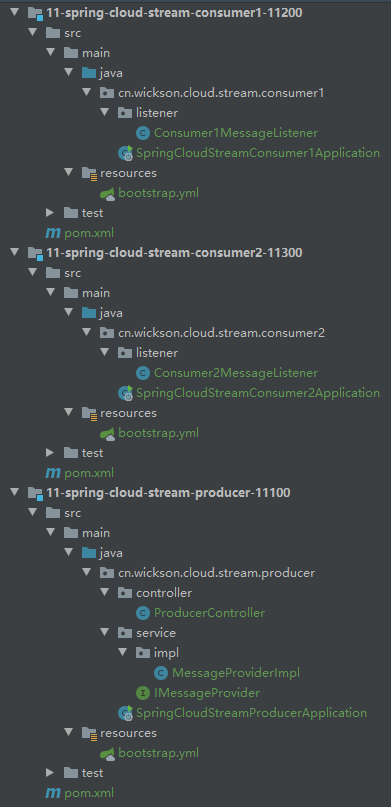 11-spring-cloud-stream-consumer1-11200
src
main
java
cn.wickson.cloud.stream.consumer1
listener
Consumer1MessageListener
SpringCloudStreamConsumer1Application
resources
bootstrap.yml
test
pom.xml
11-spring-cloud-stream-consumer2-11300
src
main
java
cn.wickson.cloud.stream.consumer2
listener
Consumer2MessageListener
SpringCloudStreamConsumer2Application
resources
bootstrap.yml
test
pom.xml
11-spring-cloud-stream-producer-11100
src
main
java
cn.wickson.cloud.stream.producer
controller
ProducerController
service
impl
MessageProviderImpl
IMessageProvider
SpringCloudStreamProducerApplication
resources
bootstrap.yml
test
pom.xml